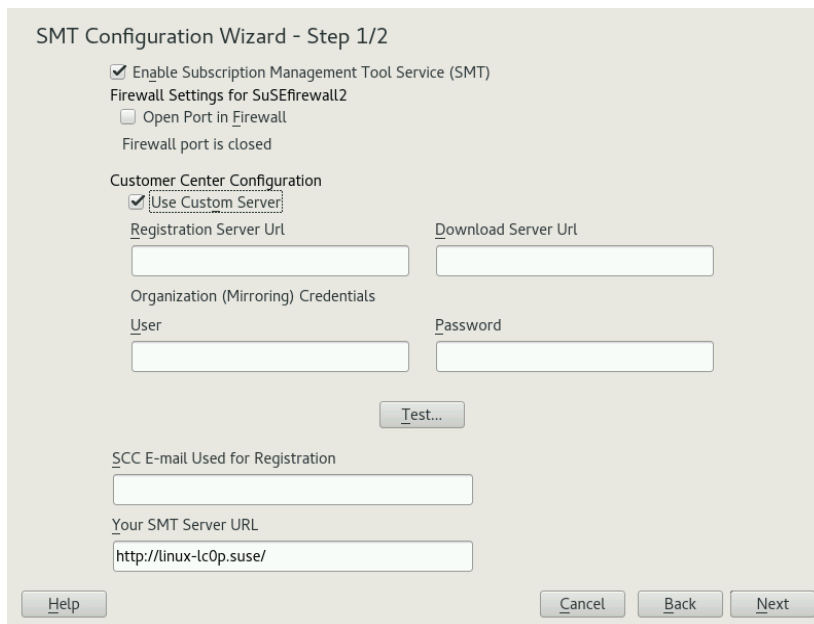 SMT Configuration Wizard - Step 1/2
Enable Subscription Management Tool Service (SMT)
Firewall Settings for SuSEfirewall2
Open Port in Firewall
Firewall port is closed
Customer Center Configuration
Use Custom Server
Registration Server Url
Download Server Url
Organization (Mirroring) Credentials
User
Password
Test...
SCC E-mail Used for Registration
Your SMT Server URL
http://linux-lc0p.suse/
Help
Cancel
Back
Next